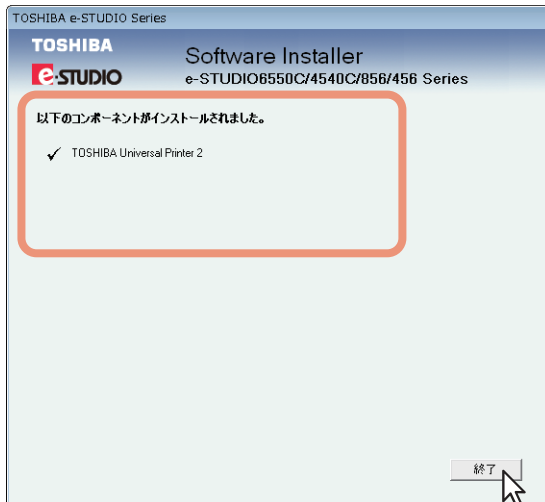 TOSHIBA e-STUDIO Series
TOSHIBA
e-STUDIO
Software Installer
e-STUDIO6550C/4540C/856/456 Series
以下のコンポーネントがインストールされました。
✓ TOSHIBA Universal Printer 2
終了